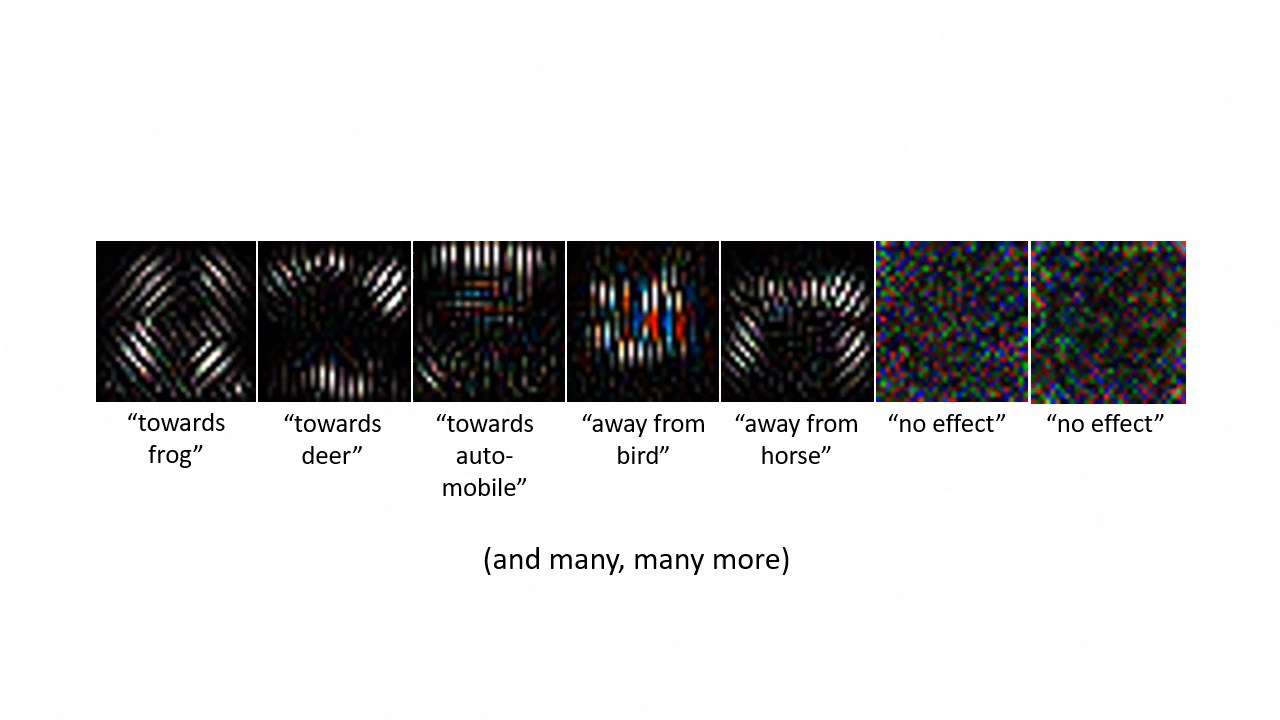 “towards “towards “towards “away from “away from “no effect” “no effect”
frog” deer” auto- bird” horse”
mobile”
(and many, many more)